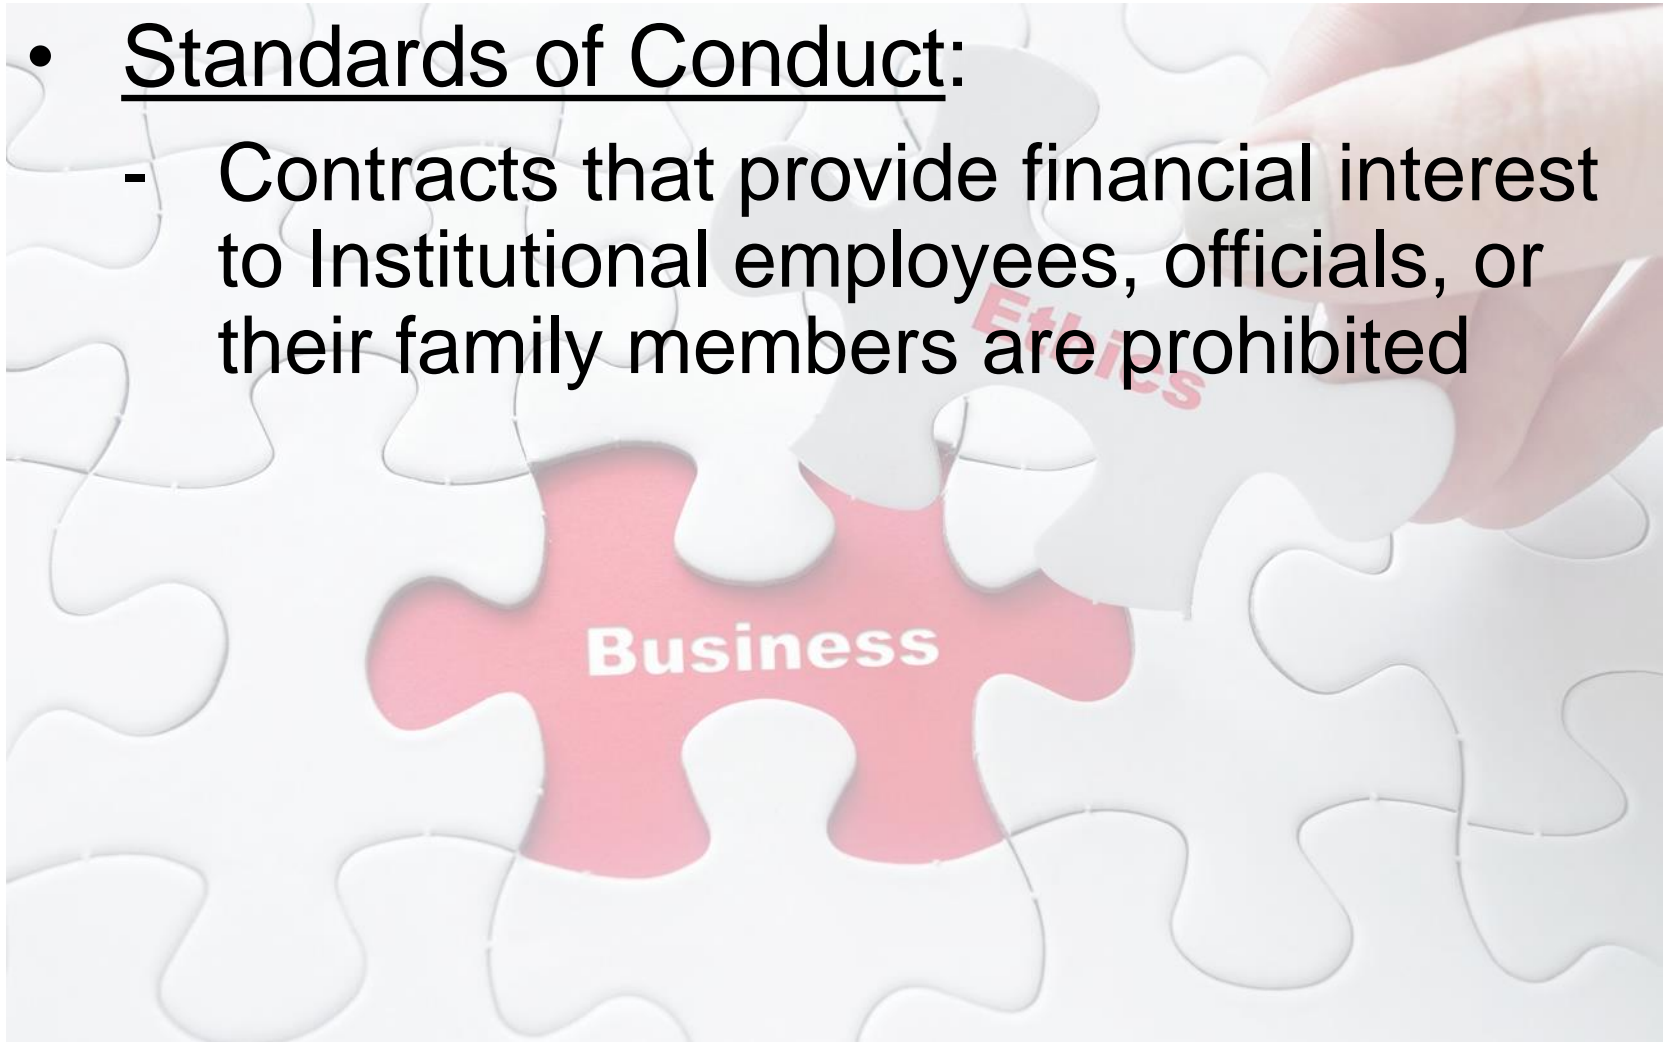 • Standards of Conduct:
- Contracts that provide financial interest
to Institutional employees, officials, or
their family members are prohibited
Ethics
Business